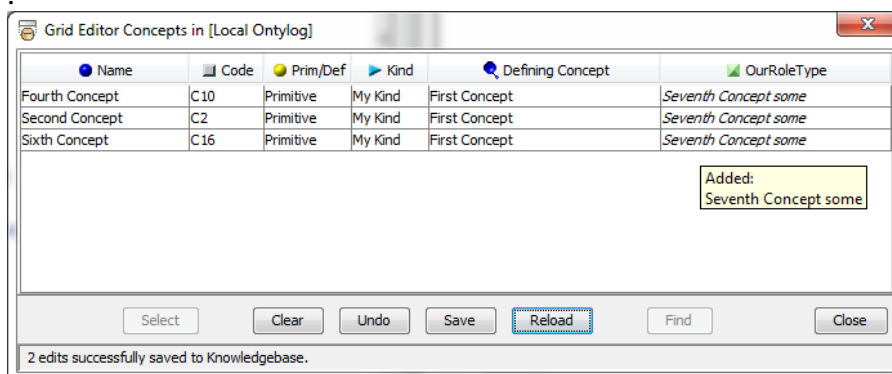 Grid Editor Concepts in [Local Ontylog]
Name Code Prim/Def Kind Defining Concept OurRoleType
Fourth Concept C10 Primitive My Kind First Concept Seventh Concept some
Second Concept C2 Primitive My Kind First Concept Seventh Concept some
Sixth Concept C16 Primitive My Kind First Concept Seventh Concept some
Added:
Seventh Concept some
Select Clear Undo Save Reload Find Close
2 edits successfully saved to Knowledgebase.